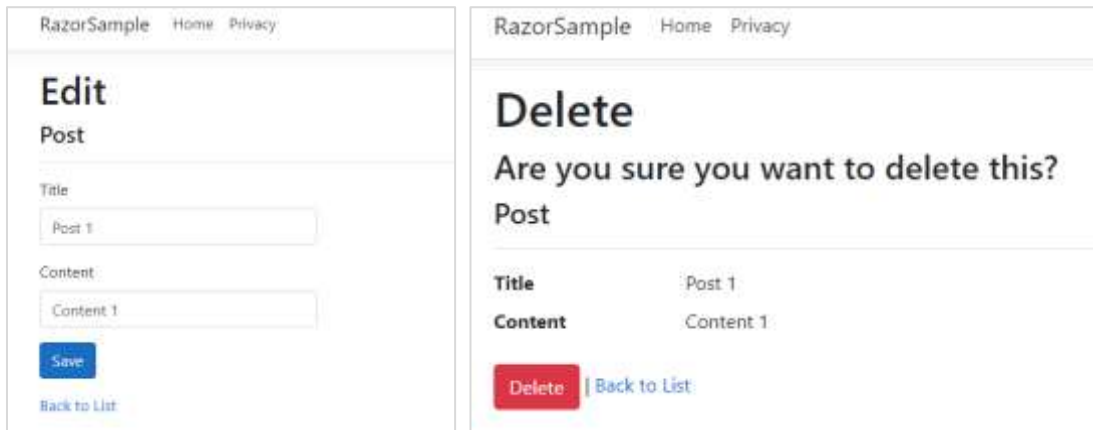 RazorSample Home Privacy
Edit
Post
Title
Post 1
Content
Content 1
Save
Back to List
RazorSample Home Privacy
Delete
Are you sure you want to delete this?
Post
Title Post 1
Content Content 1
Delete | Back to List